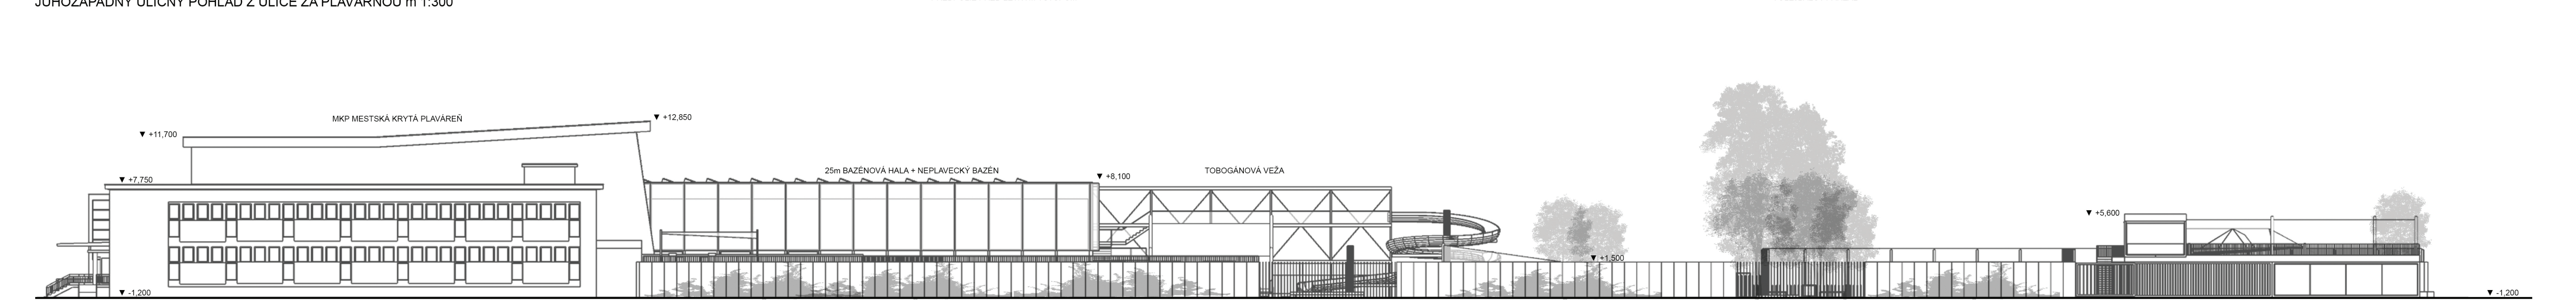 JUHOZÁPADNÝ ULIČNÝ POHĽAD Z ULICE ZA PLAVÁRŇOU m 1:300
MKP MESTSKÁ KRYTÁ PLAVÁREŇ
▼ +12,850
▼ +11,700
25m BAZÉNOVÁ HALA + NEPLAVECKÝ BAZÉN
TOBOGÁNOVÁ VEŽA
▼ +8,100
▼ +7,750
▼ +5,600
▼ +1,500
▼ -1,200
▼ -1,200